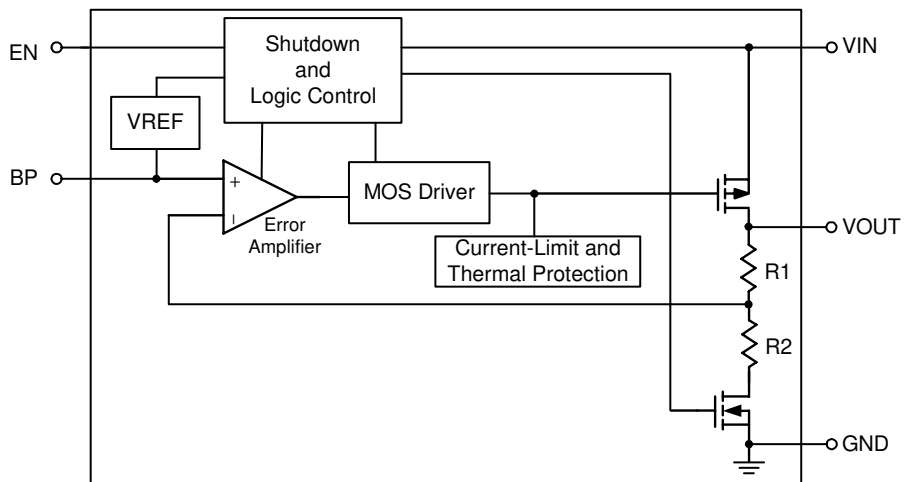 EN
Shutdown
and
Logic Control
VIN
VREF
BP
+
−
Error
Amplifier
MOS Driver
Current-Limit and
Thermal Protection
VOUT
R1
R2
GND